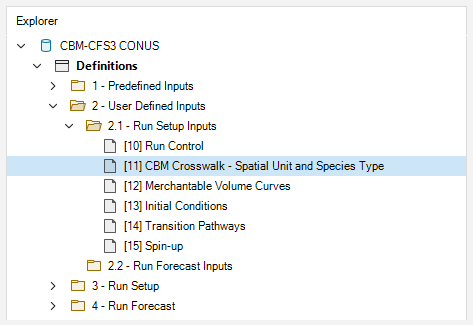 Explorer
CBM-CFS3 CONUS
Definitions
1 - Predefined Inputs
2 - User Defined Inputs
2.1 - Run Setup Inputs
[10] Run Control
[11] CBM Crosswalk - Spatial Unit and Species Type
[12] Merchantable Volume Curves
[13] Initial Conditions
[14] Transition Pathways
[15] Spin-up
2.2 - Run Forecast Inputs
3 - Run Setup
4 - Run Forecast